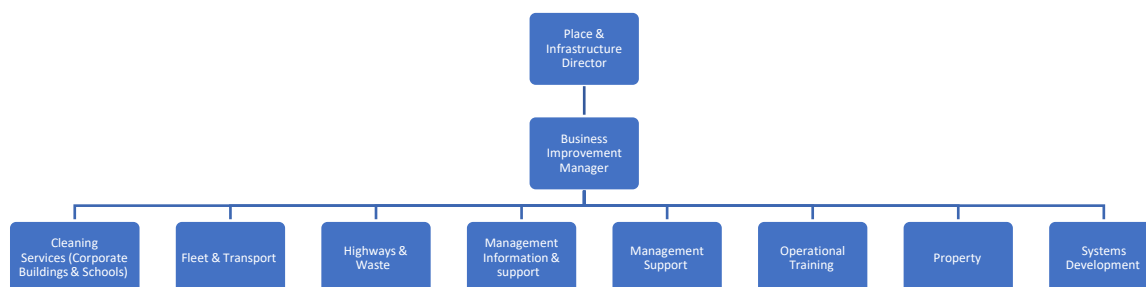 Place &
Infrastructure
Director
Business
Improvement
Manager
Cleaning
Services (Corporate
Buildings & Schools)
Fleet & Transport
Highways &
Waste
Management
Information &
support
Management
Support
Operational
Training
Property
Systems
Development